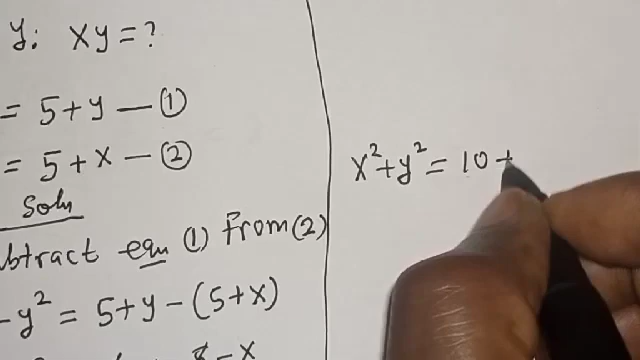 y: xy = ?
= 5 + y — ①
= 5 + x — ②
Soln
btract eqn (1) From (2)
- y² = 5 + y - (5 + x)
- x
x² + y² = 10 +